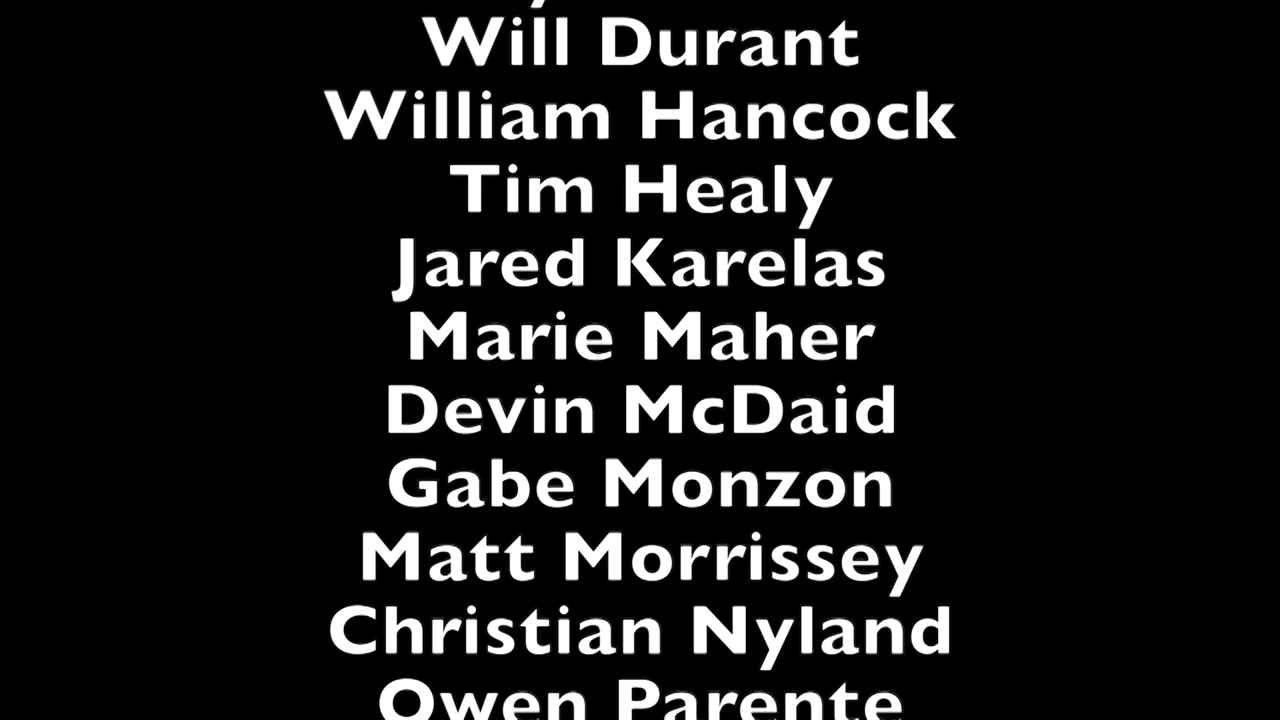 Will Durant
William Hancock
Tim Healy
Jared Karelas
Marie Maher
Devin McDaid
Gabe Monzon
Matt Morrissey
Christian Nyland
Owen Parente